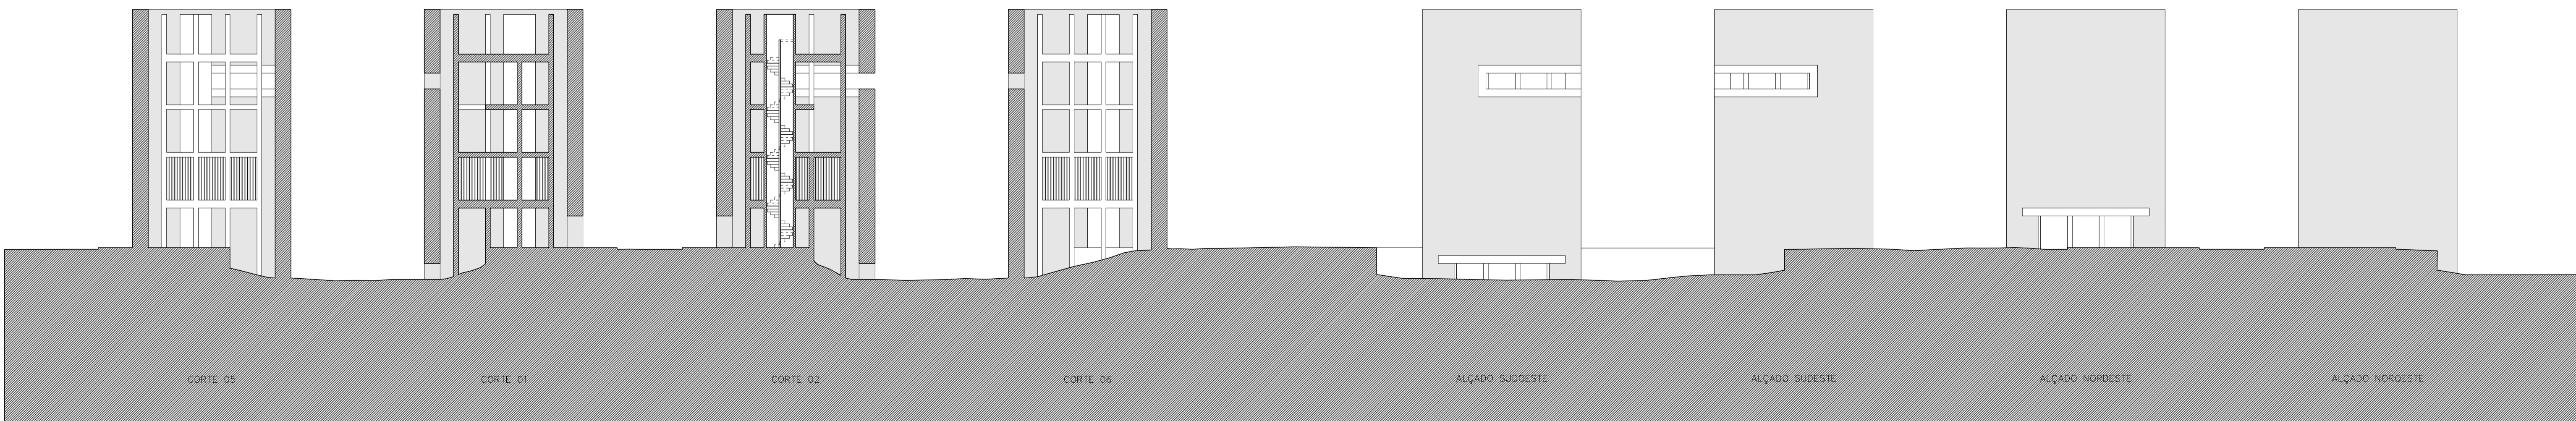 CORTE 05
CORTE 01
CORTE 02
CORTE 06
ALÇADO SUDOESTE
ALÇADO SUDESTE
ALÇADO NORDESTE
ALÇADO NOROESTE